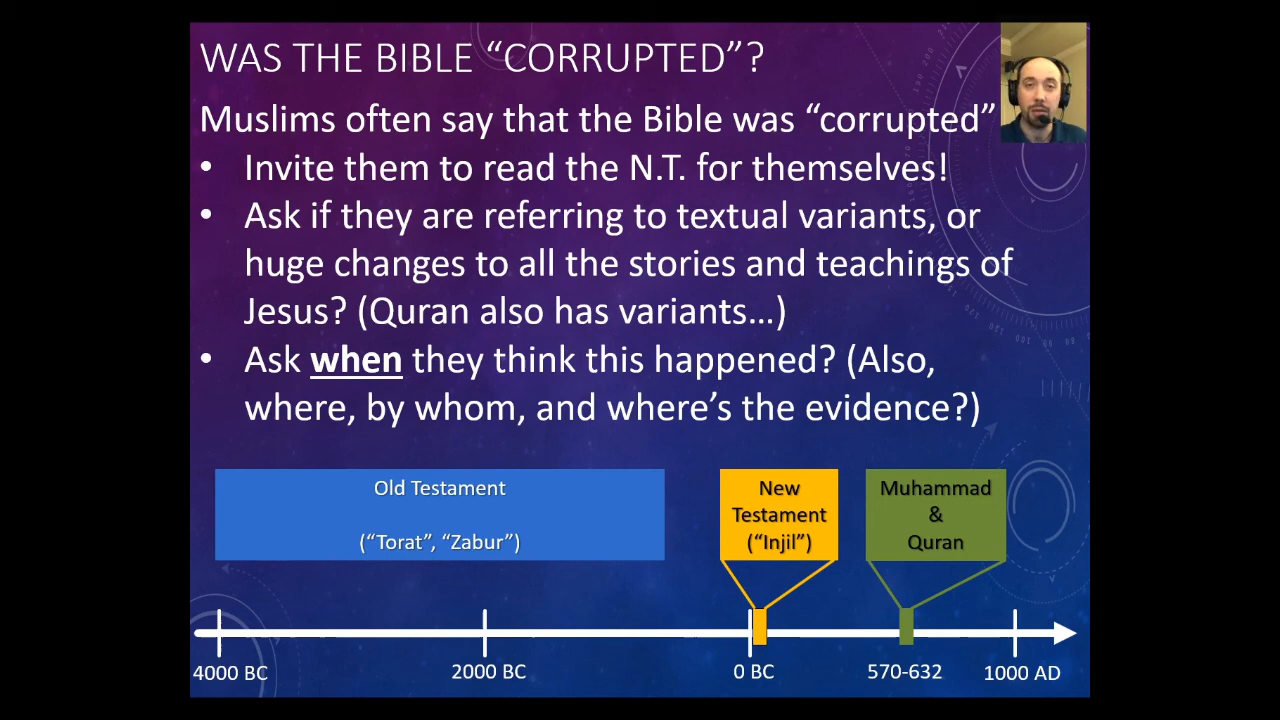 WAS THE BIBLE “CORRUPTED”?
Muslims often say that the Bible was “corrupted”
• Invite them to read the N.T. for themselves!
• Ask if they are referring to textual variants, or
huge changes to all the stories and teachings of
Jesus? (Quran also has variants…)
• Ask when they think this happened? (Also,
where, by whom, and where’s the evidence?)
Old Testament
(“Torat”, “Zabur”)
New
Testament
(“Injil”)
Muhammad
&
Quran
4000 BC
2000 BC
0 BC
570-632
1000 AD